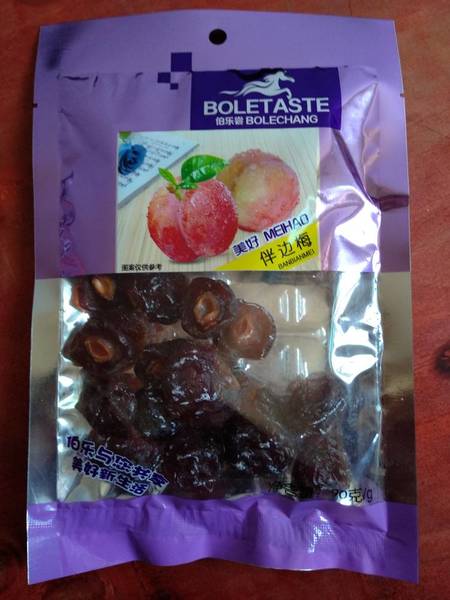 BOLETASTE
伯乐尝 BOLECHANG
美好 MEIHAO
伴边梅
BANBIANMEI
图案仅供参考
伯乐与您共享
美好新生活
克/g